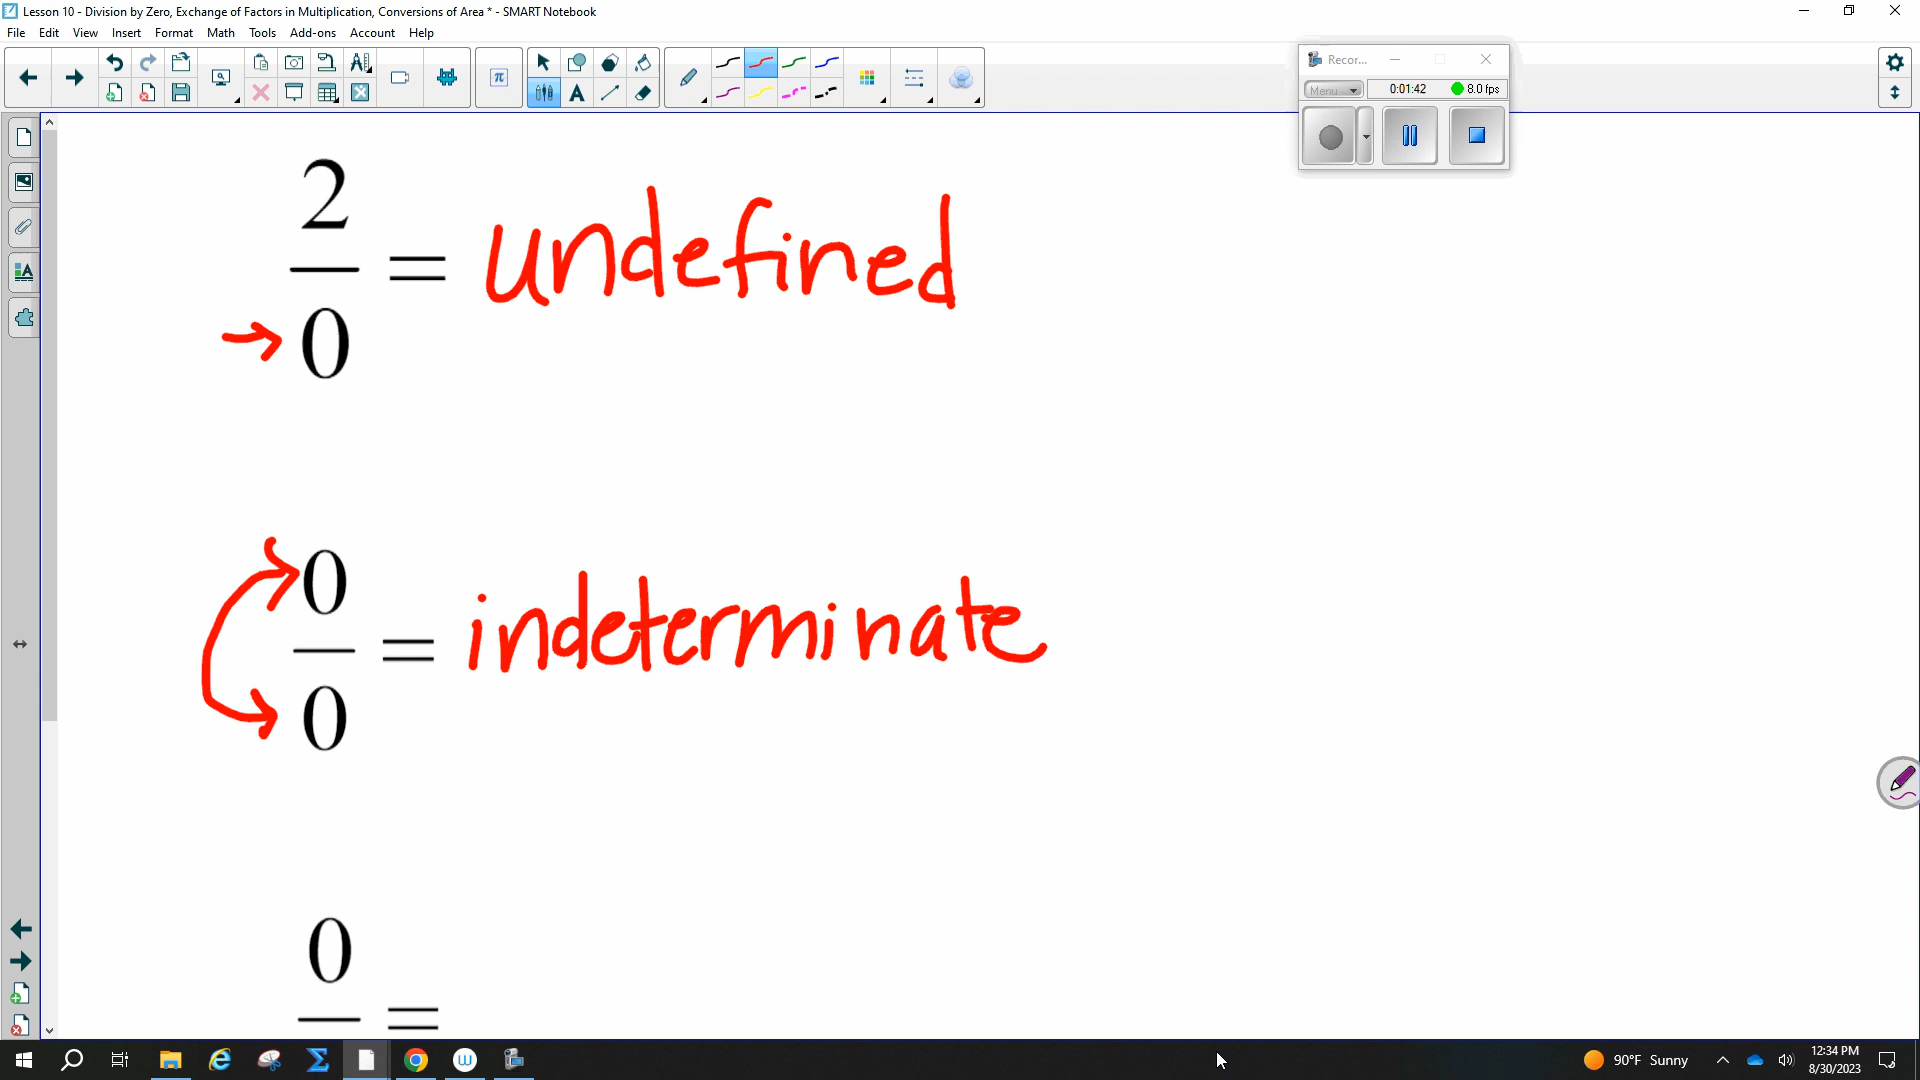 Lesson 10 - Division by Zero, Exchange of Factors in Multiplication, Conversions of Area * - SMART Notebook
File Edit View Insert Format Math Tools Add-ons Account Help
Recor...
Menu 0:01:42 8.0 fps
2
= undefined
0
0
= indeterminate
0
0
=
90°F Sunny
12:34 PM
8/30/2023